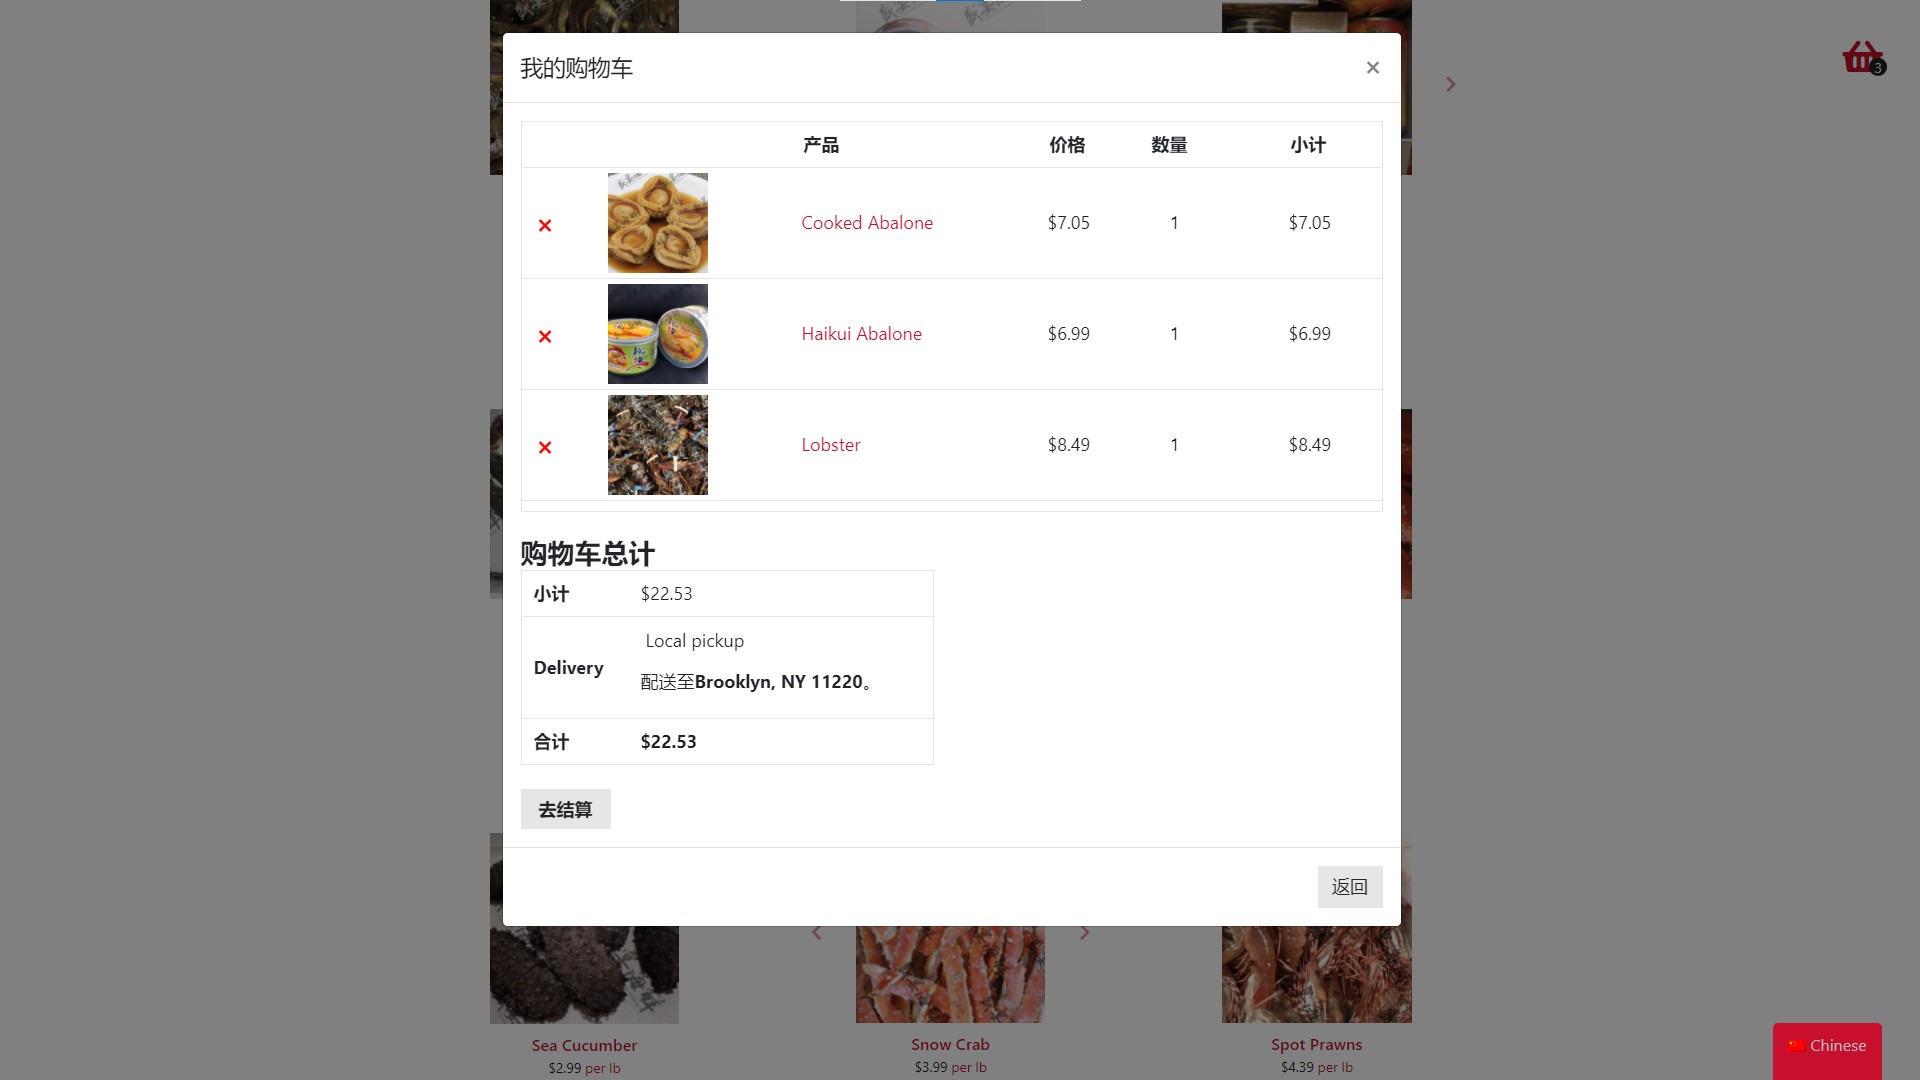 我的购物车
×
3
产品 价格 数量 小计
× Cooked Abalone $7.05 1 $7.05
× Haikui Abalone $6.99 1 $6.99
× Lobster $8.49 1 $8.49
购物车总计
小计 $22.53
Delivery Local pickup
配送至Brooklyn, NY 11220。
合计 $22.53
去结算
返回
Sea Cucumber
$2.99 per lb
Snow Crab
$3.99 per lb
Spot Prawns
$4.39 per lb
Chinese